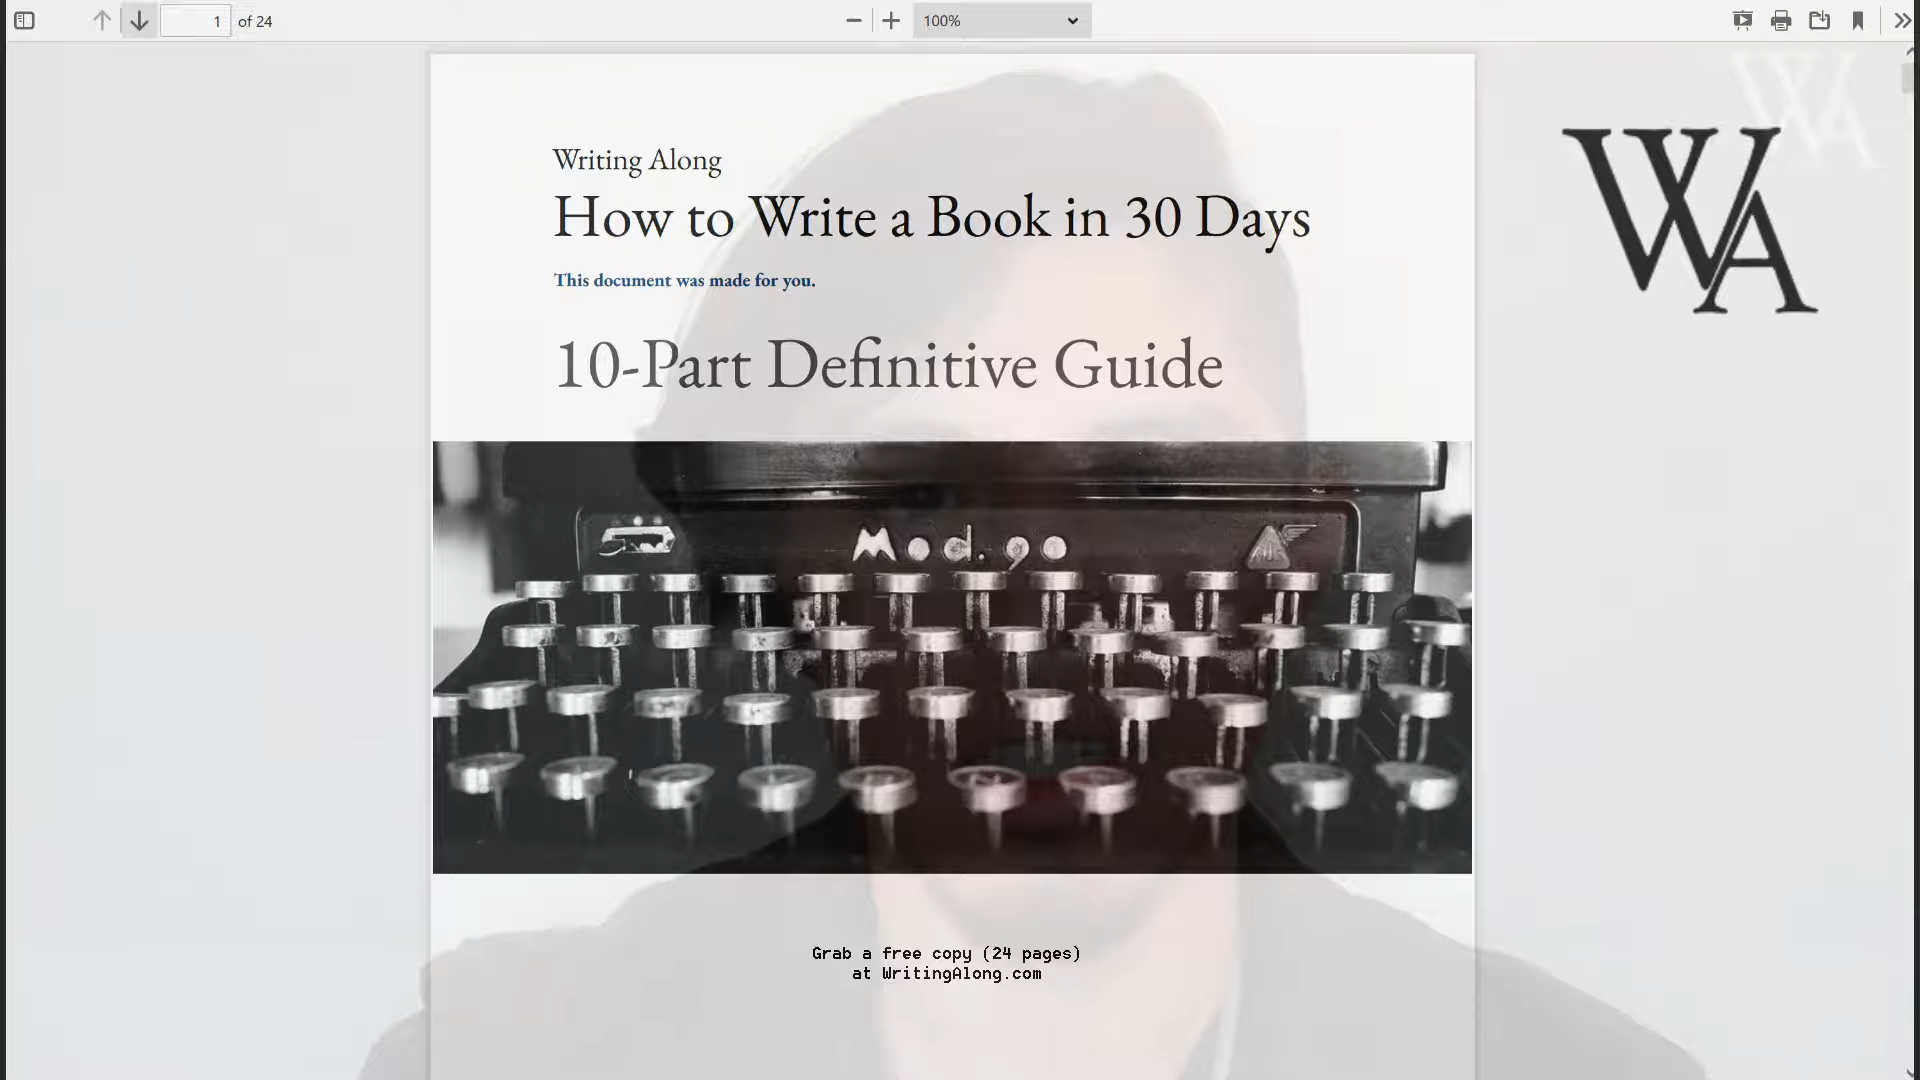 1 of 24
100%
WA
WA
Writing Along
How to Write a Book in 30 Days
This document was made for you.
10-Part Definitive Guide
Mod.90
Grab a free copy (24 pages)
at WritingAlong.com